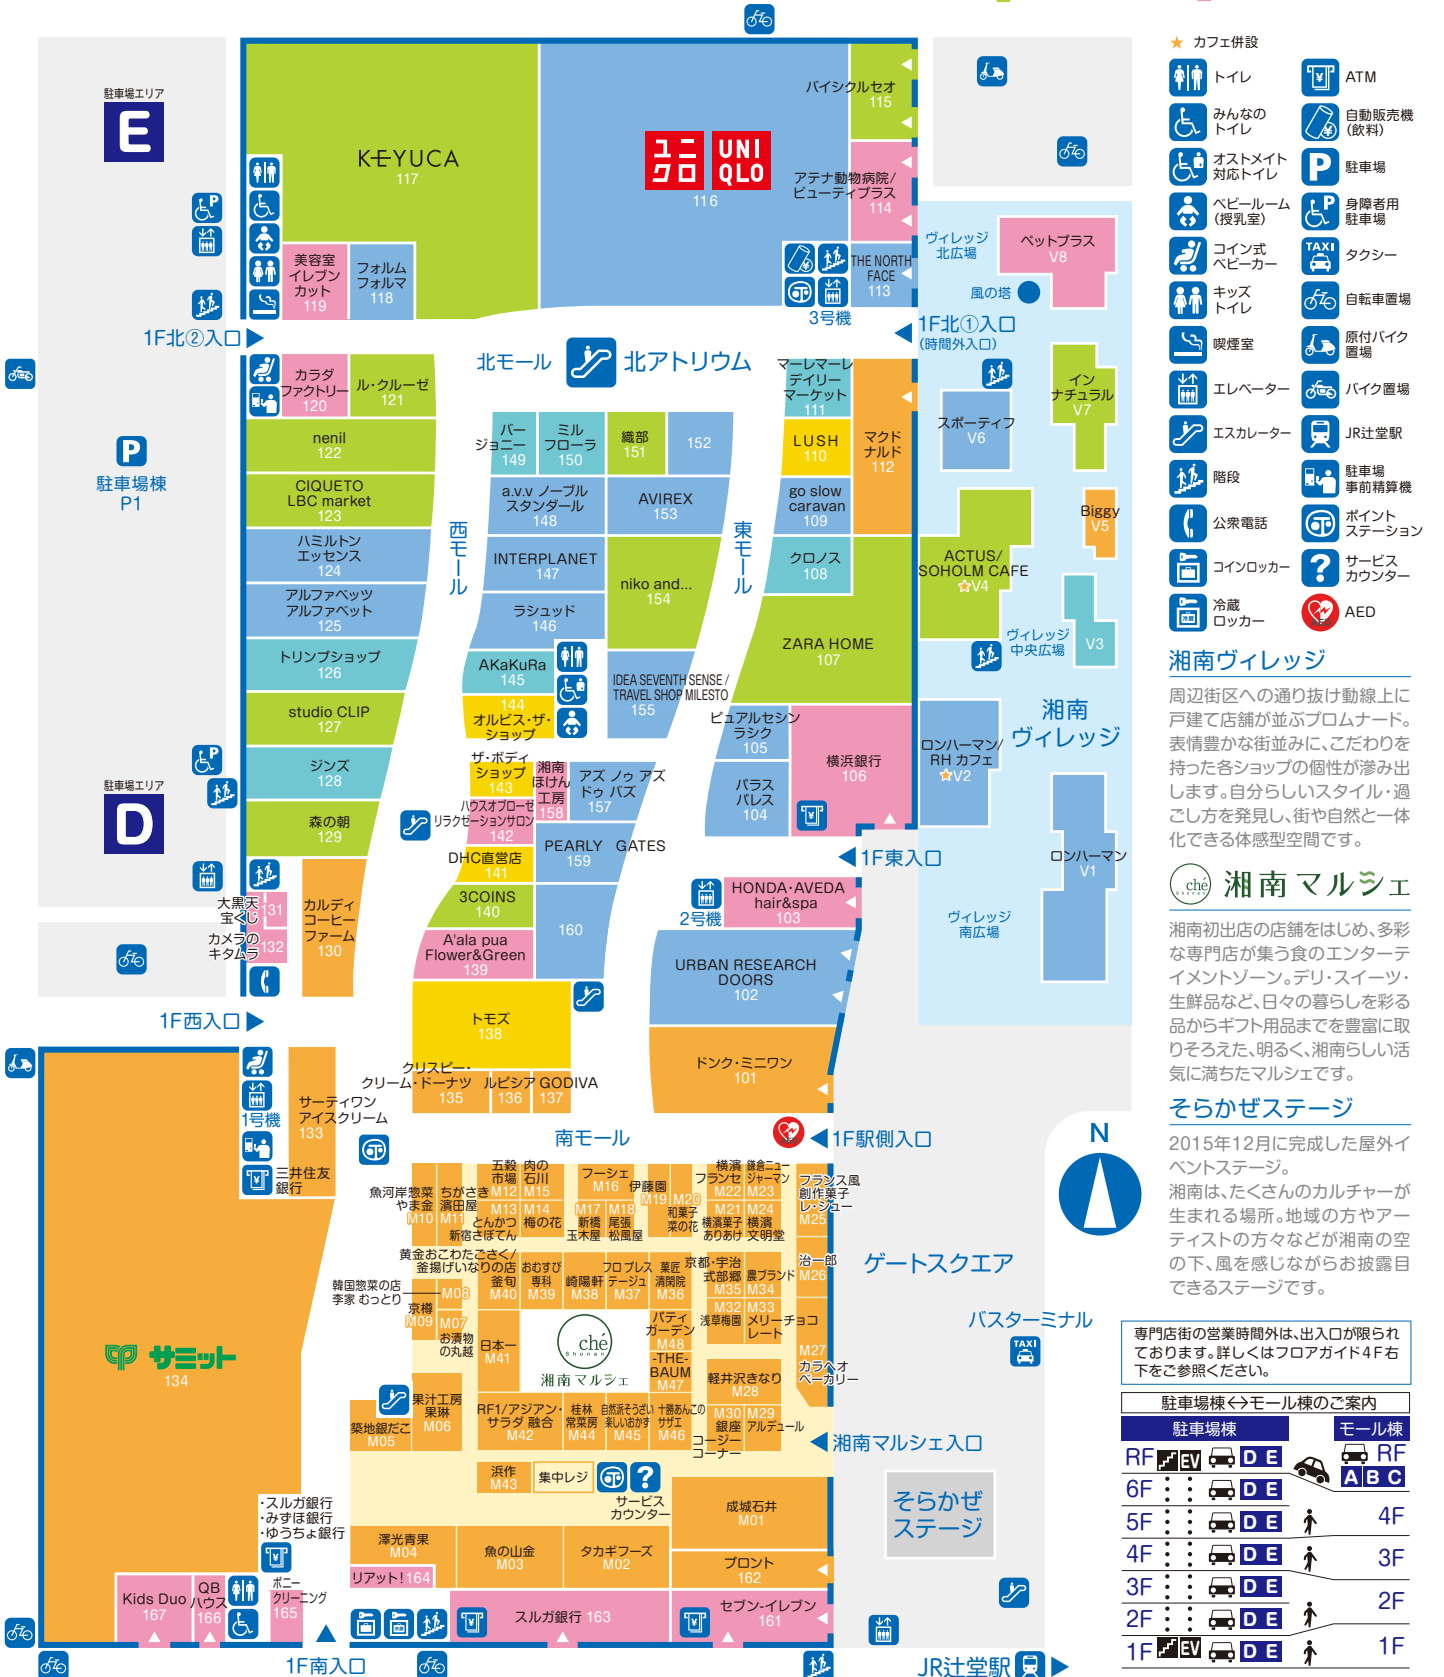 ★ カフェ併設
トイレ
ATM
みんなの
トイレ
自動販売機
(飲料)
オストメイト
対応トイレ
P
駐車場
ベビールーム
(授乳室)
身障者用
駐車場
コイン式
ベビーカー
TAXI
タクシー
キッズ
トイレ
自転車置場
喫煙室
原付バイク
置場
エレベーター
バイク置場
エスカレーター
JR辻堂駅
階段
駐車場
事前精算機
公衆電話
ポイント
ステーション
コインロッカー
?
サービス
カウンター
冷蔵
ロッカー
AED
湘南ヴィレッジ
周辺街区への通り抜け動線上に
戸建て店舗が並ぶプロムナード。
表情豊かな街並みに、こだわりを
持った各ショップの個性が滲み出
します。自分らしいスタイル・過
ごし方を発見し、街や自然と一体
化できる体感型空間です。
ché
Shonan
湘南マルシェ
湘南初出店の店舗をはじめ、多彩
な専門店が集う食のエンターテ
イメントゾーン。デリ・スイーツ・
生鮮品など、日々の暮らしを彩る
品からギフト用品までを豊富に取
りそろえた、明るく、湘南らしい活
気に満ちたマルシェです。
そらかぜステージ
2015年12月に完成した屋外イ
ベントステージ。
湘南は、たくさんのカルチャーが
生まれる場所。地域の方やアー
ティストの方々などが湘南の空
の下、風を感じながらお披露目
できるステージです。
専門店街の営業時間外は、出入口が限られ
ております。詳しくはフロアガイド4F右
下をご参照ください。
駐車場棟⇔モール棟のご案内
駐車場棟
モール棟
RF EV D E
RF
A B C
6F D E
5F D E
4F
4F D E
3F
3F D E
2F
2F D E
1F EV D E
1F
駐車場エリア
E
KEYUCA
117
ユニクロ
UNIQLO
116
バイシクルセオ
115
アテナ動物病院/
ビューティプラス
114
THE NORTH
FACE
113
3号機
美容室
イレブン
カット
119
フォルム
フォルマ
118
1F北②入口
北モール
北アトリウム
1F北①入口
(時間外入口)
ヴィレッジ
北広場
ペットプラス
V8
風の塔
カラダ
ファクトリー
120
ル・クルーゼ
121
nenil
122
CIQUETO
LBC market
123
ハミルトン
エッセンス
124
アルファベッツ
アルファベット
125
トリンプショップ
126
studio CLIP
127
ジンズ
128
森の朝
129
P
駐車場棟
P1
駐車場エリア
D
大黒天
宝くじ
131
カメラの
キタムラ
132
カルディ
コーヒー
ファーム
130
西モール
バー
ジョニー
149
ミル
フローラ
150
織部
151
152
a.v.v ノーブル
スタンダール
148
AVIREX
153
INTERPLANET
147
ラシュッド
146
niko and...
154
AKaKuRa
145
144
オルビス・ザ・
ショップ
IDEA SEVENTH SENSE /
TRAVEL SHOP MILESTO
155
ザ・ボディ
ショップ
143
湘南
ほけん
工房
158
アズ ノゥ アズ
ドゥ バズ
157
ハウスオブローゼ
リラクゼーションサロン
142
PEARLY GATES
159
DHC直営店
141
3COINS
140
160
A'ala pua
Flower&Green
139
トモズ
138
クリスピー・
クリーム・ドーナツ
135
ルピシア
136
GODIVA
137
東モール
マーレマーレ
デイリー
マーケット
111
LUSH
110
マクド
ナルド
112
go slow
caravan
109
クロノス
108
ZARA HOME
107
ピュアルセシン
ラシク
105
バラス
パレス
104
横浜銀行
106
1F東入口
2号機
HONDA・AVEDA
hair&spa
103
URBAN RESEARCH
DOORS
102
ドンク・ミニワン
101
スポーティフ
V6
イン
ナチュラル
V7
Biggy
V5
ACTUS/
SOHOLM CAFE
★V4
ヴィレッジ
中央広場
V3
湘南
ヴィレッジ
ロンハーマン/
RH カフェ
★V2
ロンハーマン
V1
ヴィレッジ
南広場
1F西入口
1号機
サーティワン
アイスクリーム
133
三井住友
銀行
南モール
1F駅側入口
N
サミット
134
魚河岸惣菜
やま金
M10
ちがさき
濱田屋
M11
五穀
市場
M12
肉の
石川
M15
M13
とんかつ
新宿さぼてん
M14
梅の花
フーシェ
M16
M17
新橋
玉木屋
M18
尾張
松風屋
伊藤園
M19
M20
和菓子
菜の花
横濱
フランセ
M22
鎌倉ニュー
ジャーマン
M23
M21
横濱菓子
ありあけ
M24
横濱
文明堂
フランス風
創作菓子
レ・シュー
M25
黄金おこわたごさく/
釜揚げいなりの店
釜旬
M40
おむすび
専科
M39
崎陽軒
M38
フロ プレス
テージュ
M37
菓匠
清閑院
M36
京都・宇治
式部郷
M35
農ブランド
M34
治一郎
M26
韓国惣菜の店
李家 むっとり
M08
京樽
M09
M07
お漬物
の丸越
日本一
M41
ché
Shonan
湘南マルシェ
パティ
ガーデン
M48
M32
浅草梅園
M33
メリーチョコ
レート
-THE-
BAUM
M47
M27
カラヘオ
ベーカリー
軽井沢きなり
M28
築地銀だこ
M05
果汁工房
果琳
M06
RF1/アジアン・
サラダ 融合
M42
桂林
常菜房
M44
自然派そうざい
楽しいおかず
M45
十勝あんこの
サザエ
M46
M30
銀座
コージー
コーナー
M29
アルデュール
湘南マルシェ入口
浜作
M43
集中レジ
?
サービス
カウンター
成城石井
M01
澤光青果
M04
魚の山金
M03
タカギフーズ
M02
プロント
162
リアット!164
・スルガ銀行
・みずほ銀行
・ゆうちょ銀行
Kids Duo
167
QB
ハウス
166
ポニー
クリーニング
165
スルガ銀行 163
セブン-イレブン
161
1F南入口
ゲートスクエア
バスターミナル
TAXI
そらかぜ
ステージ
JR辻堂駅